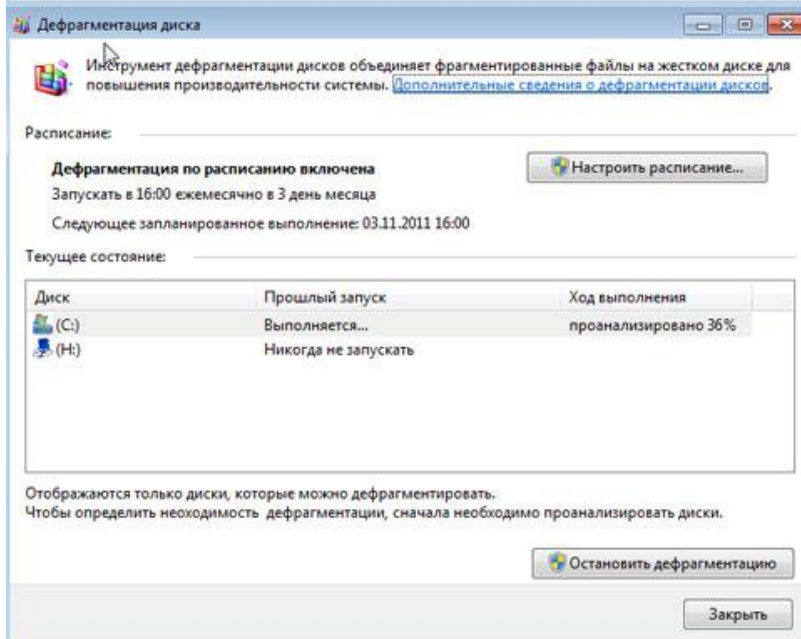 Дефрагментация диска
Инструмент дефрагментации дисков объединяет фрагментированные файлы на жестком диске для
повышения производительности системы. Дополнительные сведения о дефрагментации дисков.
Расписание:
Дефрагментация по расписанию включена
Настроить расписание...
Запускать в 16:00 ежемесячно в 3 день месяца
Следующее запланированное выполнение: 03.11.2011 16:00
Текущее состояние:
Диск Прошлый запуск Ход выполнения
(C:) Выполняется... проанализировано 36%
(H:) Никогда не запускать
Отображаются только диски, которые можно дефрагментировать.
Чтобы определить неоходимость дефрагментации, сначала необходимо проанализировать диски.
Остановить дефрагментацию
Закрыть